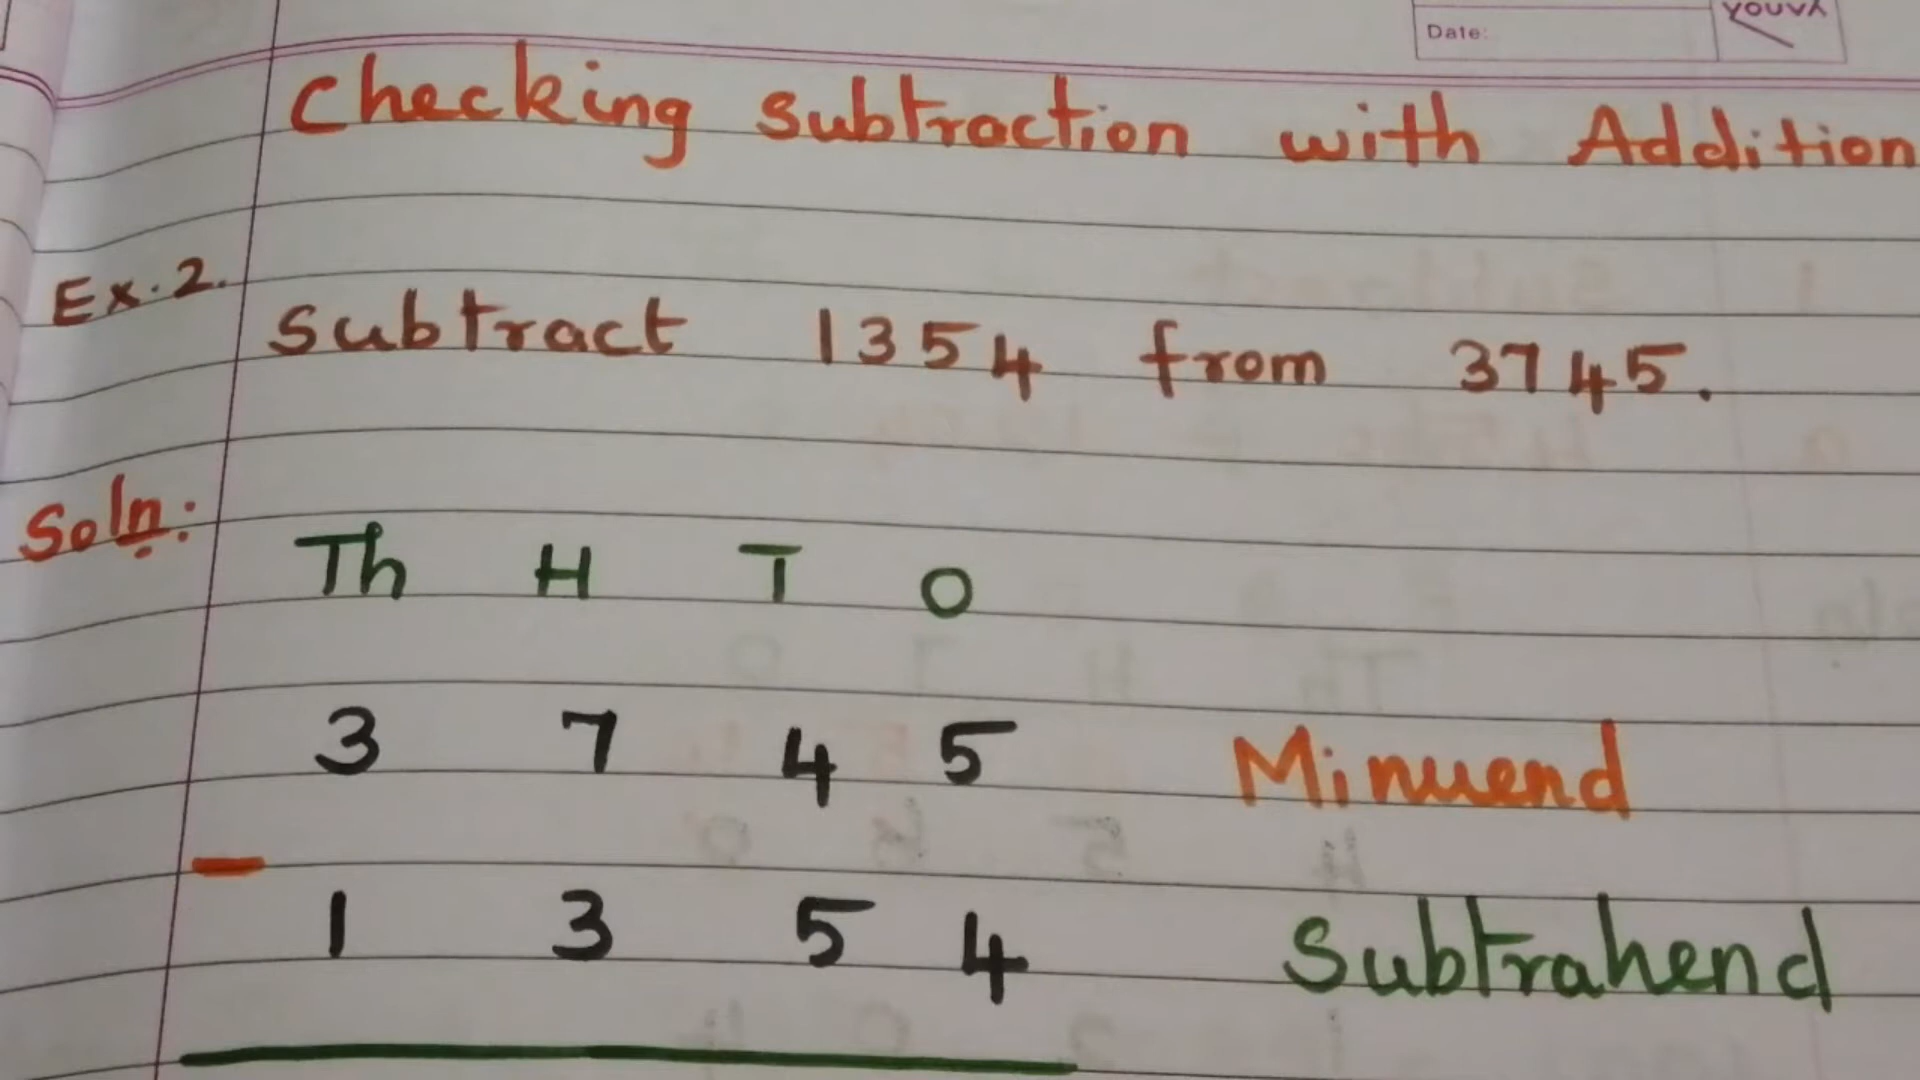 YOUVA
Date:
Checking subtraction with Addition
Ex. 2.
Subtract 1354 from 3745.
Soln:
Th H T O
3 7 4 5 Minuend
-
1 3 5 4 Subtrahend